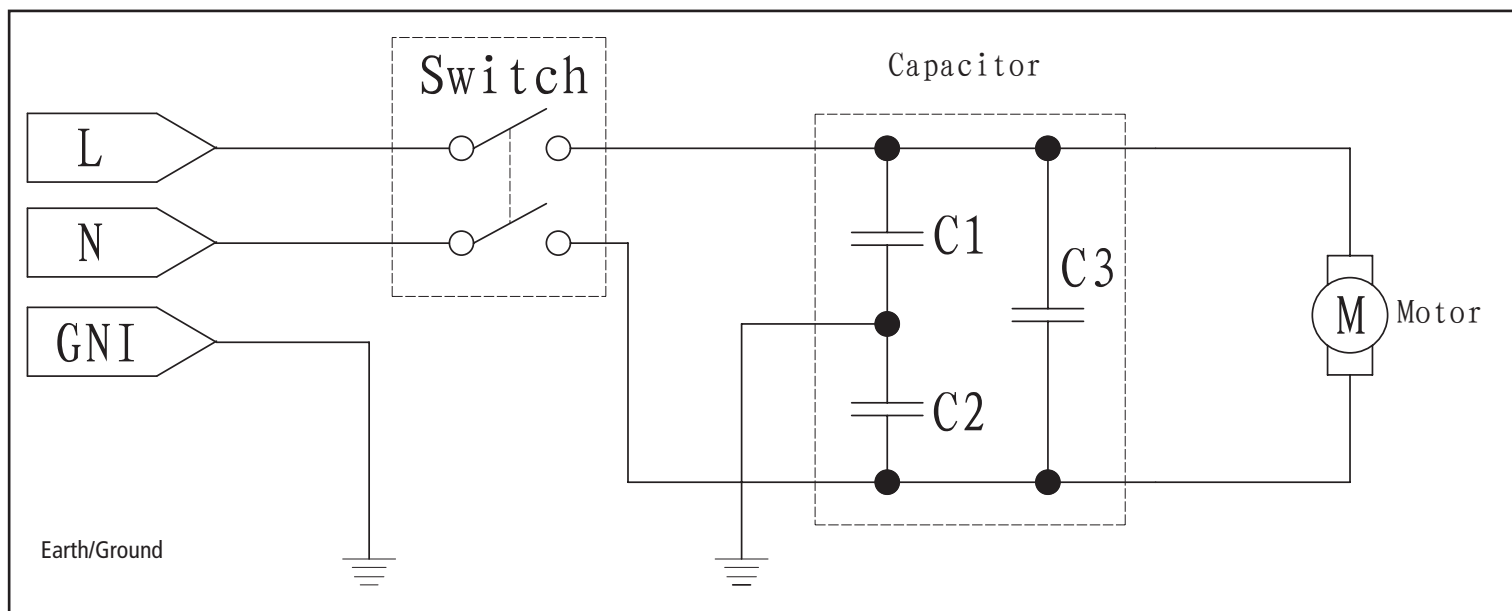 Switch
Capacitor
L
N
GNI
C1
C3
C2
M
Motor
Earth/Ground